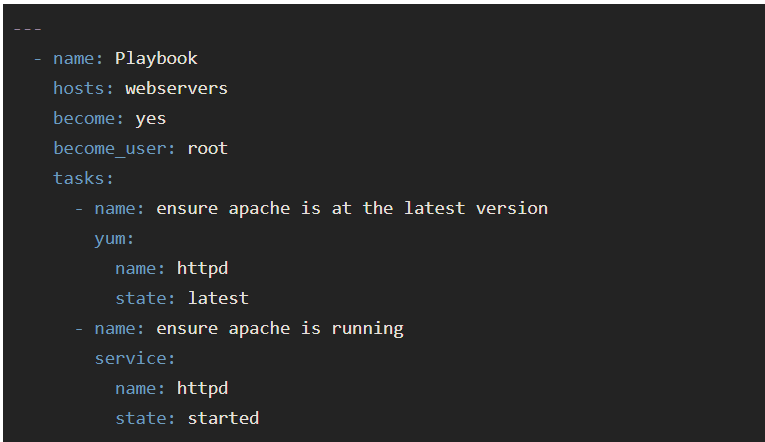 ---
  - name: Playbook
    hosts: webservers
    become: yes
    become_user: root
    tasks:
      - name: ensure apache is at the latest version
        yum:
          name: httpd
          state: latest
      - name: ensure apache is running
        service:
          name: httpd
          state: started